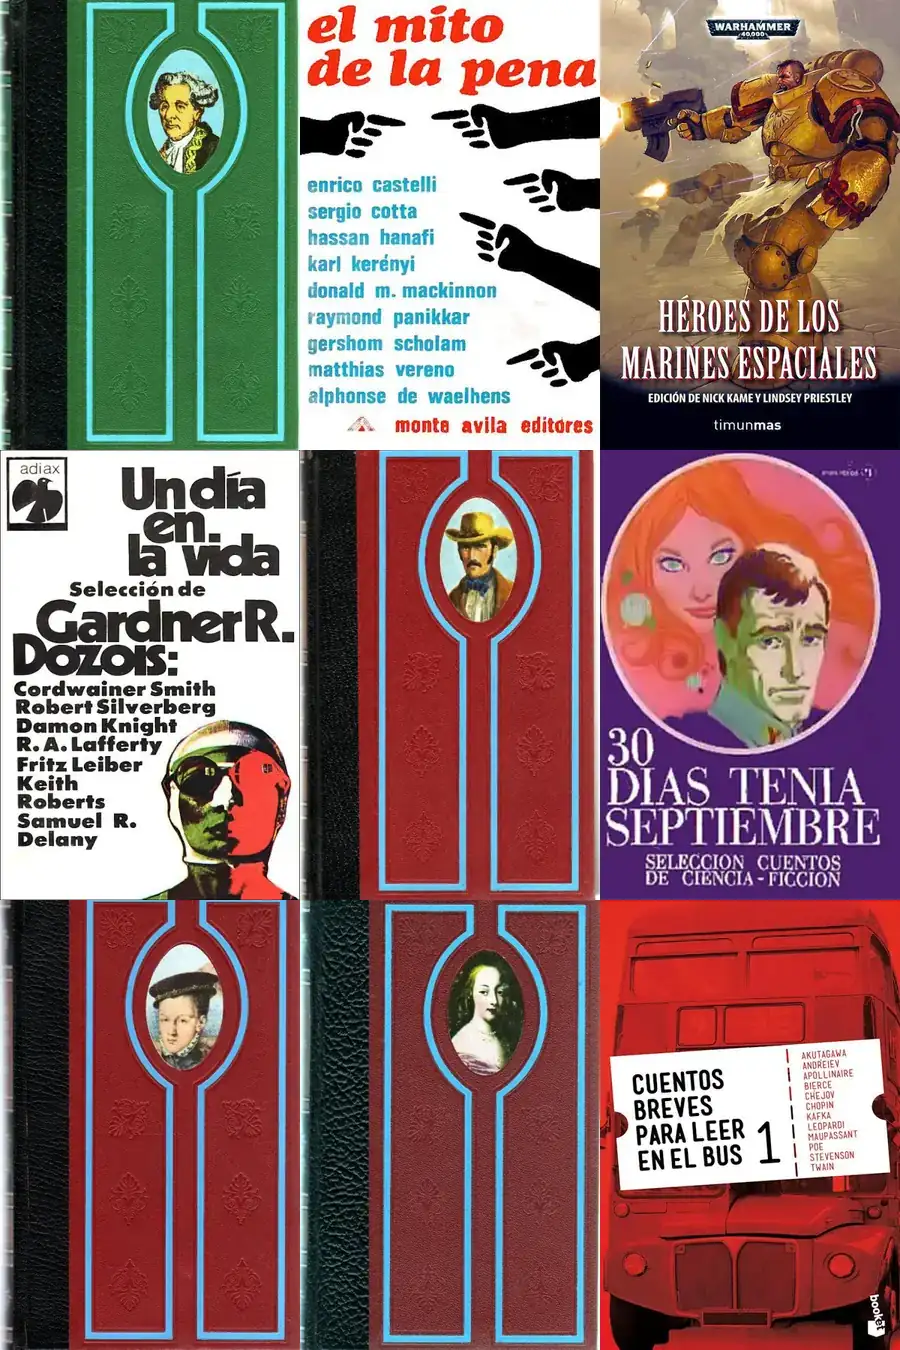 el mito
de la pena
enrico castelli
sergio cotta
hassan hanafi
karl kerényi
donald m. mackinnon
raymond panikkar
gershom scholam
matthias vereno
alphonse de waelhens
monte avila editores
WARHAMMER
40,000
HÉROES DE LOS
MARINES ESPACIALES
EDICIÓN DE NICK KAME Y LINDSEY PRIESTLEY
timunmas
adiax
Un día
en
la vida
Selección de
Gardner R.
Dozois:
Cordwainer Smith
Robert Silverberg
Damon Knight
R. A. Lafferty
Fritz Leiber
Keith
Roberts
Samuel R.
Delany
30
DIAS TENIA
SEPTIEMBRE
SELECCION CUENTOS
DE CIENCIA-FICCION
CUENTOS
BREVES
PARA LEER
EN EL BUS 1
AKUTAGAWA
ANDREIEV
APOLLINAIRE
BIERCE
CHEJOV
CHOPIN
KAFKA
LEOPARDI
MAUPASSANT
POE
STEVENSON
TWAIN
booket